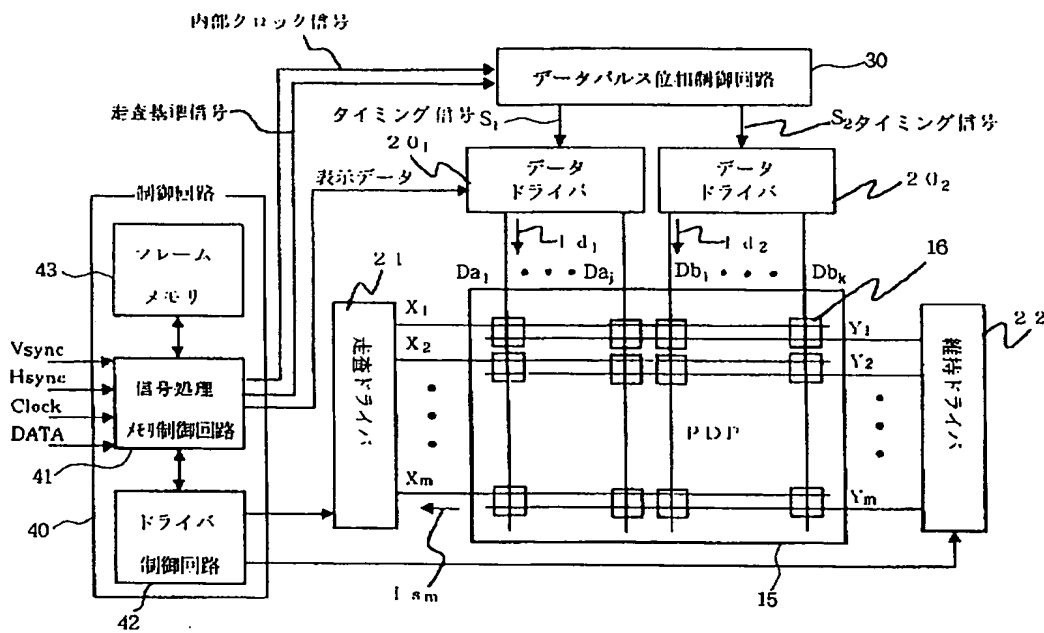 内部クロック信号
30
データパルス位相制御回路
走査基準信号
タイミング信号S₁
S₂タイミング信号
20₁
データ
ドライバ
データ
ドライバ
20₂
表示データ
制御回路
Id₁
Id₂
43
フレーム
メモリ
21
Da₁
Daⱼ
Db₁
Dbₖ
16
X₁
Y₁
22
Vsync
Hsync
Clock
DATA
信号処理
メモリ制御回路
走査ドライバ
X₂
Y₂
維持ドライバ
PDP
41
Xm
Ym
40
ドライバ
制御回路
42
Ism
15